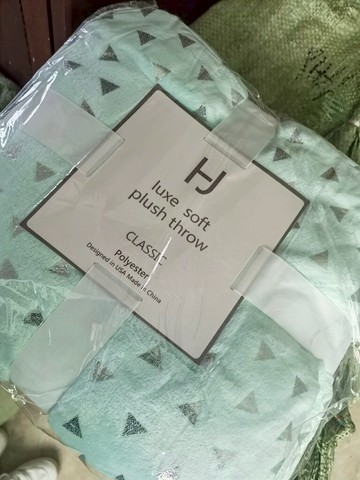 HJ
luxe soft
plush throw
CLASSIC
Polyester
Designed in USA Made in China